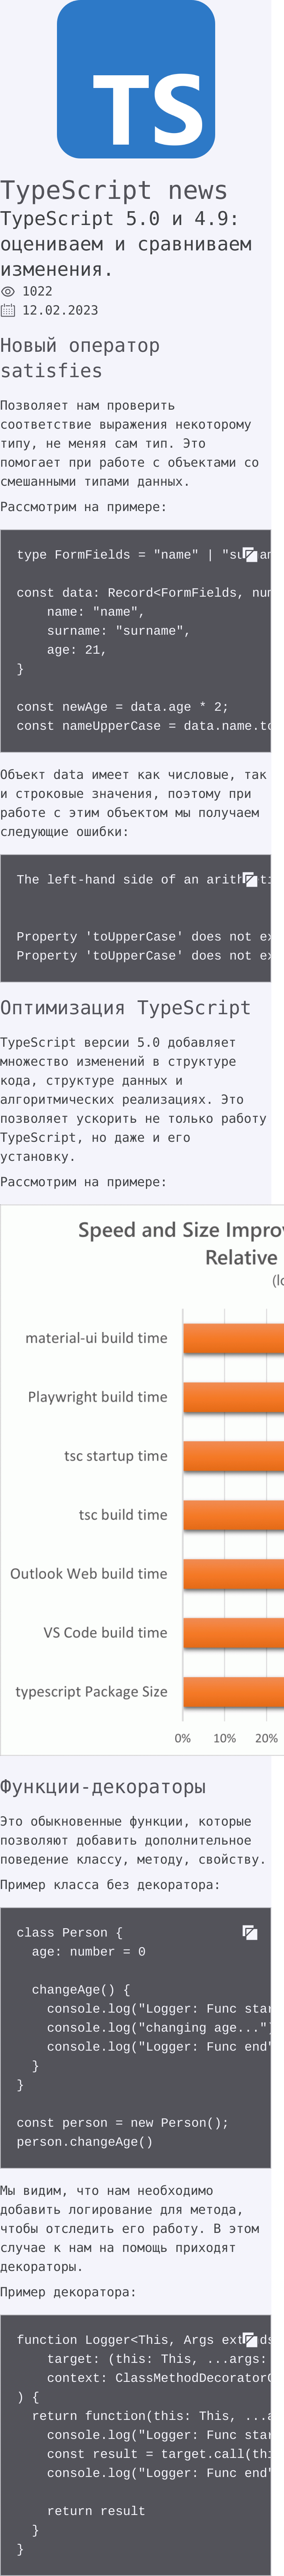 TS
TypeScript news
TypeScript 5.0 и 4.9:
оцениваем и сравниваем
изменения.
1022
12.02.2023
Новый оператор
satisfies
Позволяет нам проверить
соответствие выражения некоторому
типу, не меняя сам тип. Это
помогает при работе с объектами со
смешанными типами данных.
Рассмотрим на примере:
type FormFields = "name" |
const data: Record<FormFields,
name: "name",
surname: "surname",
age: 21,
}
const newAge = data.age * 2;
const nameUpperCase = data.name.
Объект data имеет как числовые, так
и строковые значения, поэтому при
работе с этим объектом мы получаем
следующие ошибки:
The left-hand side of an
Property 'toUpperCase' does not
Property 'toUpperCase' does not
Оптимизация TypeScript
TypeScript версии 5.0 добавляет
множество изменений в структуре
кода, структуре данных и
алгоритмических реализациях. Это
позволяет ускорить не только работу
TypeScript, но даже и его
установку.
Рассмотрим на примере:
Speed and Size
Relative
material-ui build time
Playwright build time
tsc startup time
tsc build time
Outlook Web build time
VS Code build time
typescript Package Size
0% 10% 20%
Функции-декораторы
Это обыкновенные функции, которые
позволяют добавить дополнительное
поведение классу, методу, свойству.
Пример класса без декоратора:
class Person {
age: number = 0
changeAge() {
console.log("Logger: Func
console.log("changing age..."
console.log("Logger: Func end"
}
}
const person = new Person();
person.changeAge()
Мы видим, что нам необходимо
добавить логирование для метода,
чтобы отследить его работу. В этом
случае к нам на помощь приходят
декораторы.
Пример декоратора:
function Logger<This, Args
target: (this: This, ...args:
context:
) {
return function(this: This,
console.log("Logger: Func
const result = target.call(
console.log("Logger: Func end"
return result
}
}